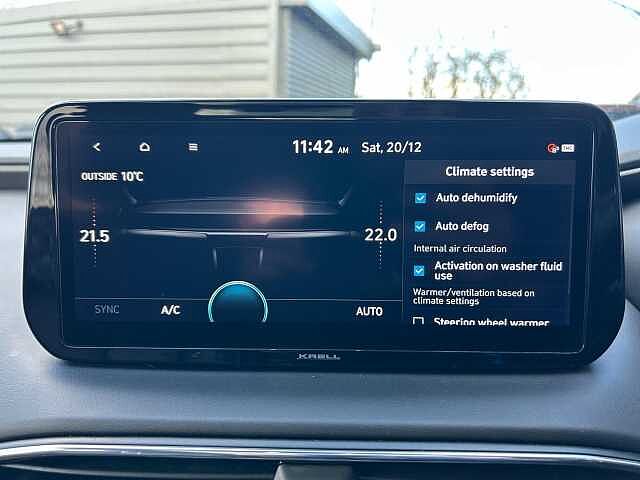 11:42 AM Sat, 20/12
OUTSIDE 10°C
21.5
22.0
SYNC
A/C
AUTO
Climate settings
Auto dehumidify
Auto defog
Internal air circulation
Activation on washer fluid
use
Warmer/ventilation based on
climate settings
Steering wheel warmer
KRELL